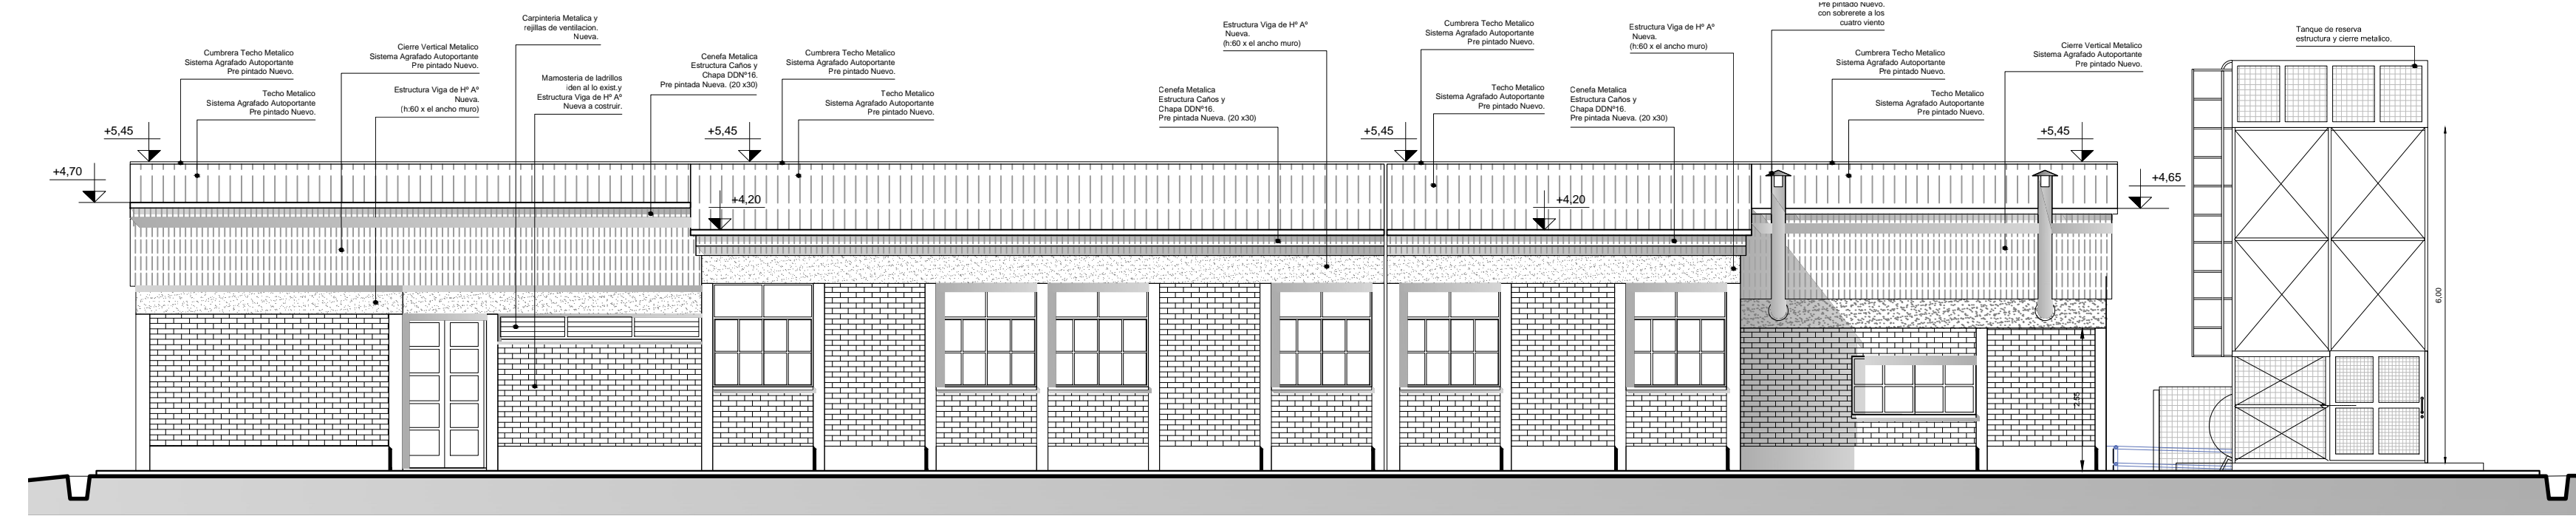 Cumbrera Techo Metalico
Sistema Agrafado Autoportante
Pre pintado Nuevo.
Techo Metalico
Sistema Agrafado Autoportante
Pre pintado Nuevo.
Cierre Vertical Metalico
Sistema Agrafado Autoportante
Pre pintado Nuevo.
Estructura Viga de Hº Aº
Nueva.
(h:60 x el ancho muro)
Carpinteria Metalica y
rejillas de ventilacion.
Nueva.
Mamosteria de ladrillos
iden al lo exist.y
Estructura Viga de Hº Aº
Nueva a costruir.
Cenefa Metalica
Estructura Caños y
Chapa DDNº16.
Pre pintada Nueva. (20 x30)
Cumbrera Techo Metalico
Sistema Agrafado Autoportante
Pre pintado Nuevo.
Techo Metalico
Sistema Agrafado Autoportante
Pre pintado Nuevo.
Cenefa Metalica
Estructura Caños y
Chapa DDNº16.
Pre pintada Nueva. (20 x30)
Estructura Viga de Hº Aº
Nueva.
(h:60 x el ancho muro)
Cumbrera Techo Metalico
Sistema Agrafado Autoportante
Pre pintado Nuevo.
Techo Metalico
Sistema Agrafado Autoportante
Pre pintado Nuevo.
Cenefa Metalica
Estructura Caños y
Chapa DDNº16.
Pre pintada Nueva. (20 x30)
Estructura Viga de Hº Aº
Nueva.
(h:60 x el ancho muro)
Pre pintado Nuevo.
con sobrerete a los
cuatro viento
Cumbrera Techo Metalico
Sistema Agrafado Autoportante
Pre pintado Nuevo.
Techo Metalico
Sistema Agrafado Autoportante
Pre pintado Nuevo.
Cierre Vertical Metalico
Sistema Agrafado Autoportante
Pre pintado Nuevo.
Tanque de reserva
estructura y cierre metalico.
+5,45
+5,45
+5,45
+5,45
+4,70
+4,20
+4,20
+4,65
6,00